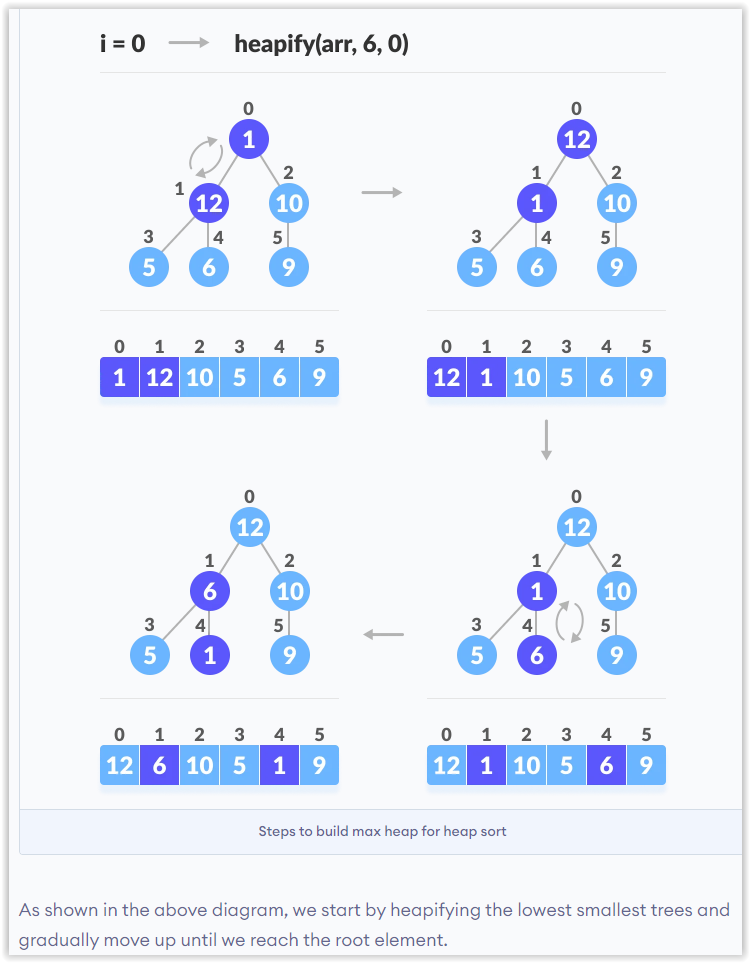 i = 0 → heapify(arr, 6, 0)
0
1
1 2
12 10
3 4 5
5 6 9
0 1 2 3 4 5
1 12 10 5 6 9
0
12
1 2
1 10
3 4 5
5 6 9
0 1 2 3 4 5
12 1 10 5 6 9
0
12
1 2
1 10
3 4 5
5 6 9
0 1 2 3 4 5
12 1 10 5 6 9
0
12
1 2
6 10
3 4 5
5 1 9
0 1 2 3 4 5
12 6 10 5 1 9
Steps to build max heap for heap sort
As shown in the above diagram, we start by heapifying the lowest smallest trees and
gradually move up until we reach the root element.